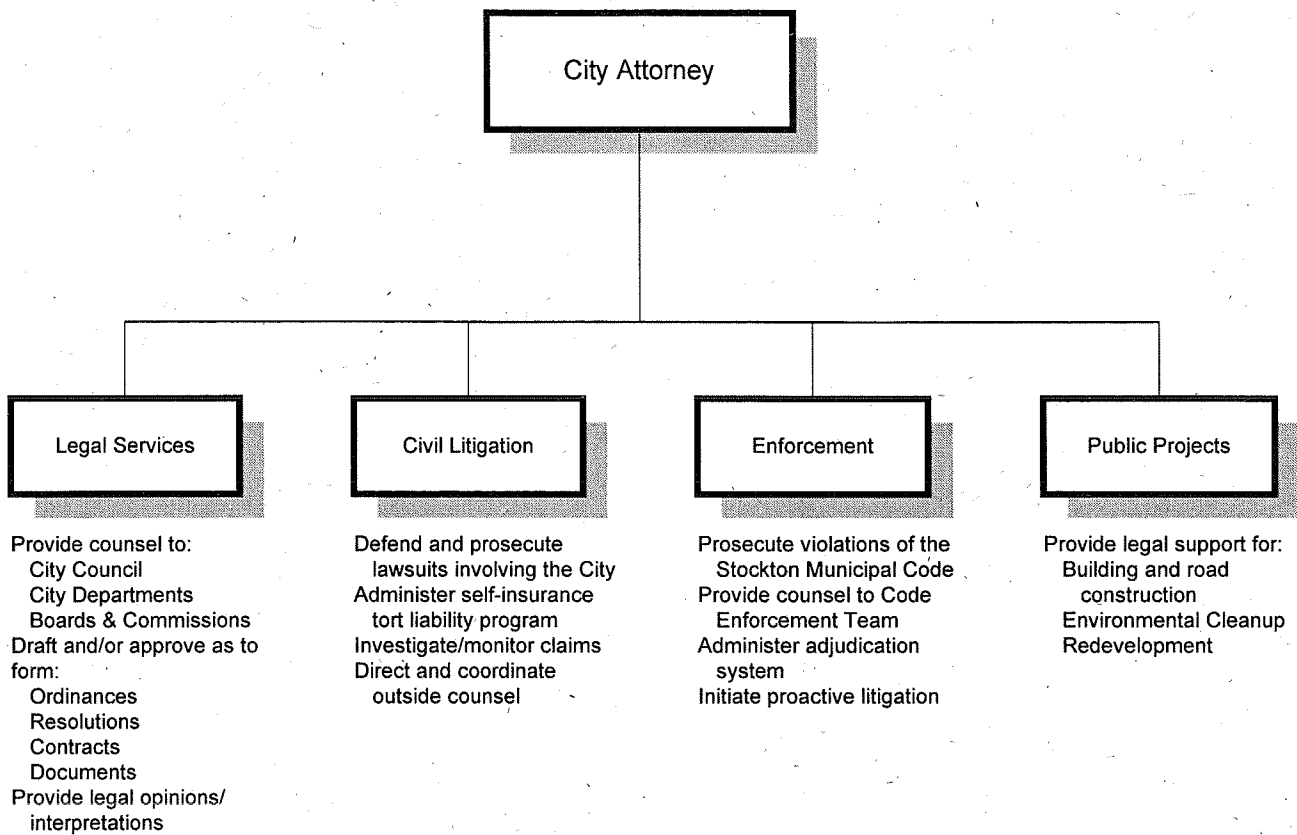 City Attorney
Legal Services
Civil Litigation
Enforcement
Public Projects
Provide counsel to:
City Council
City Departments
Boards & Commissions
Draft and/or approve as to
form:
Ordinances
Resolutions
Contracts
Documents
Provide legal opinions/
interpretations
Defend and prosecute
lawsuits involving the City
Administer self-insurance
tort liability program
Investigate/monitor claims
Direct and coordinate
outside counsel
Prosecute violations of the
Stockton Municipal Code
Provide counsel to Code
Enforcement Team
Administer adjudication
system
Initiate proactive litigation
Provide legal support for:
Building and road
construction
Environmental Cleanup
Redevelopment